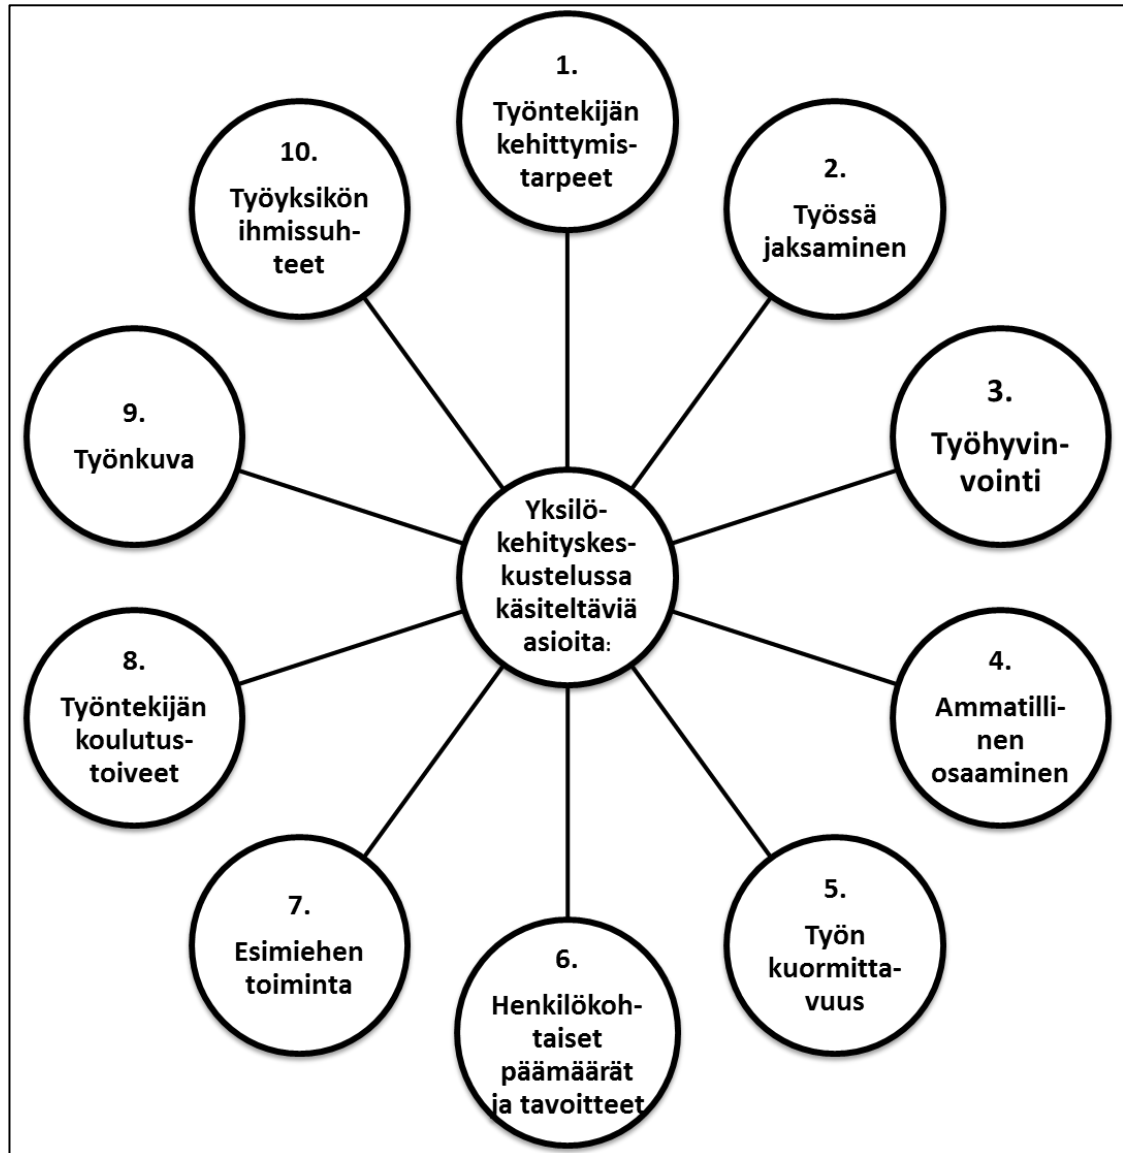 Yksilö-
kehityskes-
kustelussa
käsiteltäviä
asioita:
1.
Työntekijän
kehittymis-
tarpeet
2.
Työssä
jaksaminen
3.
Työhyvin-
vointi
4.
Ammatilli-
nen
osaaminen
5.
Työn
kuormitta-
vuus
6.
Henkilökoh-
taiset
päämäärät
ja tavoitteet
7.
Esimiehen
toiminta
8.
Työntekijän
koulutus-
toiveet
9.
Työnkuva
10.
Työyksikön
ihmissuh-
teet